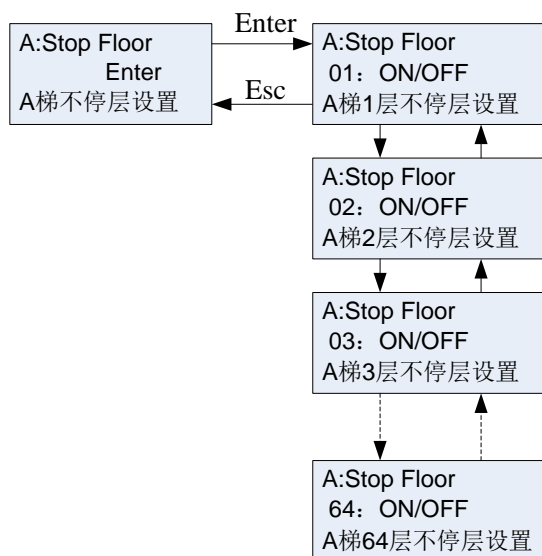 A:Stop Floor
Enter
A梯不停层设置
Enter
Esc
A:Stop Floor
01：ON/OFF
A梯1层不停层设置
A:Stop Floor
02：ON/OFF
A梯2层不停层设置
A:Stop Floor
03：ON/OFF
A梯3层不停层设置
A:Stop Floor
64：ON/OFF
A梯64层不停层设置